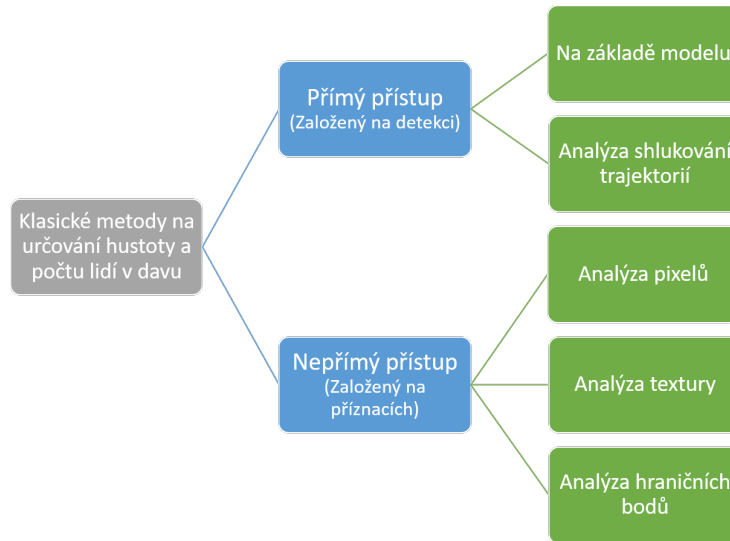 Klasické metody na
určování hustoty a
počtu lidí v davu
Přímý přístup
(Založený na detekci)
Na základě modelu
Analýza shlukování
trajektorií
Nepřímý přístup
(Založený na
příznacích)
Analýza pixelů
Analýza textury
Analýza hraničních
bodů